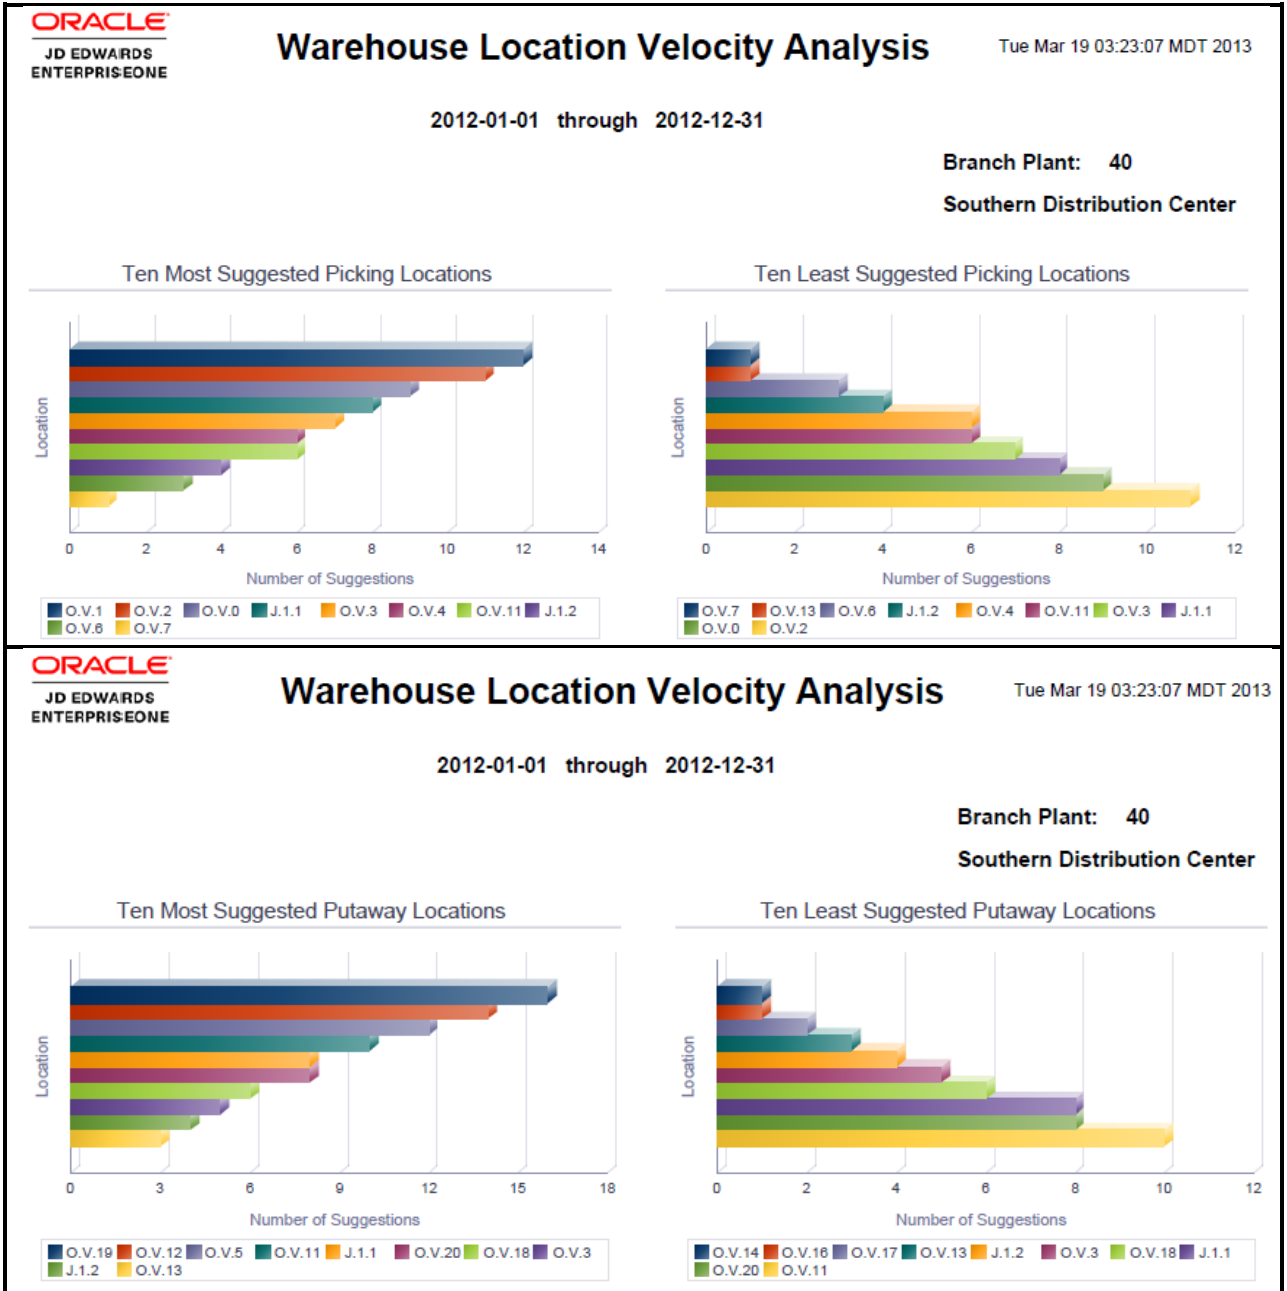 ORACLE
JD EDWARDS
ENTERPRISEONE
Warehouse Location Velocity Analysis
Tue Mar 19 03:23:07 MDT 2013
2012-01-01 through 2012-12-31
Branch Plant: 40
Southern Distribution Center
Ten Most Suggested Picking Locations
Location
0 2 4 6 8 10 12 14
Number of Suggestions
O.V.1 O.V.2 O.V.0 J.1.1 O.V.3 O.V.4 O.V.11 J.1.2
O.V.6 O.V.7
Ten Least Suggested Picking Locations
Location
0 2 4 6 8 10 12
Number of Suggestions
O.V.7 O.V.13 O.V.6 J.1.2 O.V.4 O.V.11 O.V.3 J.1.1
O.V.0 O.V.2
ORACLE
JD EDWARDS
ENTERPRISEONE
Warehouse Location Velocity Analysis
Tue Mar 19 03:23:07 MDT 2013
2012-01-01 through 2012-12-31
Branch Plant: 40
Southern Distribution Center
Ten Most Suggested Putaway Locations
Location
0 3 6 9 12 15 18
Number of Suggestions
O.V.19 O.V.12 O.V.5 O.V.11 J.1.1 O.V.20 O.V.18 O.V.3
J.1.2 O.V.13
Ten Least Suggested Putaway Locations
Location
0 2 4 6 8 10 12
Number of Suggestions
O.V.14 O.V.16 O.V.17 O.V.13 J.1.2 O.V.3 O.V.18 J.1.1
O.V.20 O.V.11